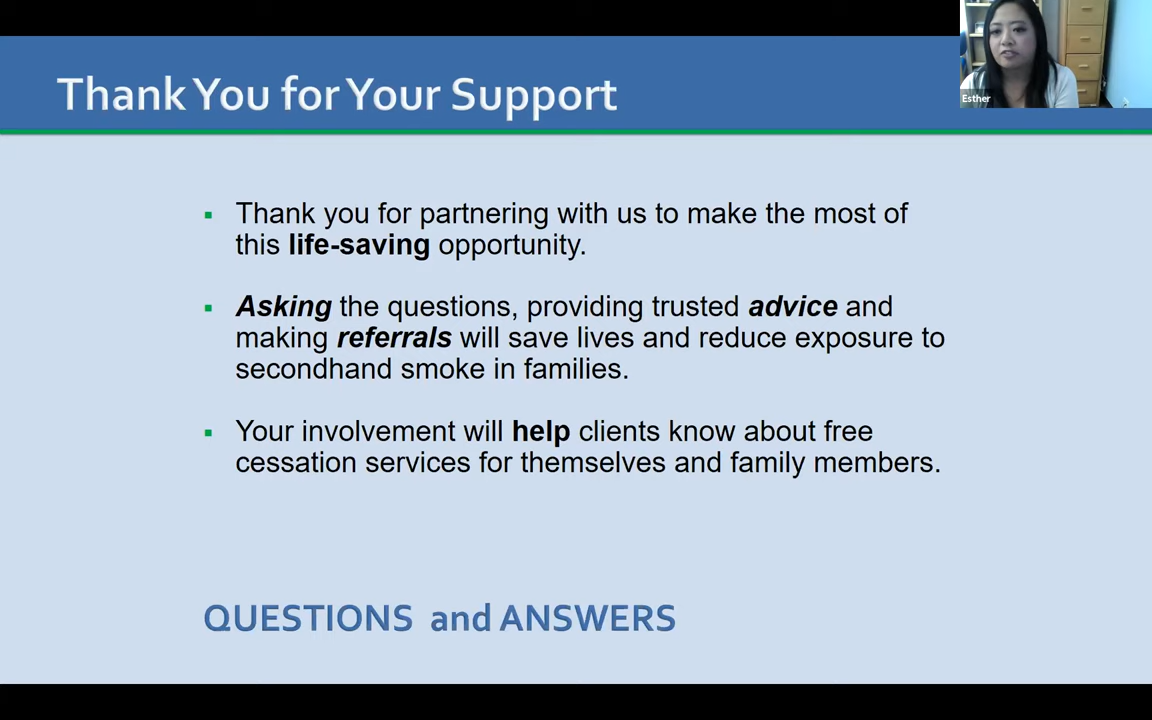 Thank You for Your Support
Esther
▪ Thank you for partnering with us to make the most of
this life-saving opportunity.
▪ Asking the questions, providing trusted advice and
making referrals will save lives and reduce exposure to
secondhand smoke in families.
▪ Your involvement will help clients know about free
cessation services for themselves and family members.
QUESTIONS and ANSWERS